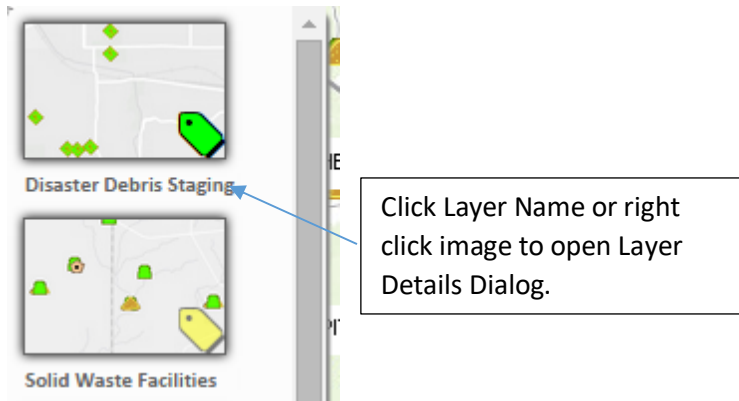 Disaster Debris Staging
Solid Waste Facilities
Click Layer Name or right
click image to open Layer
Details Dialog.